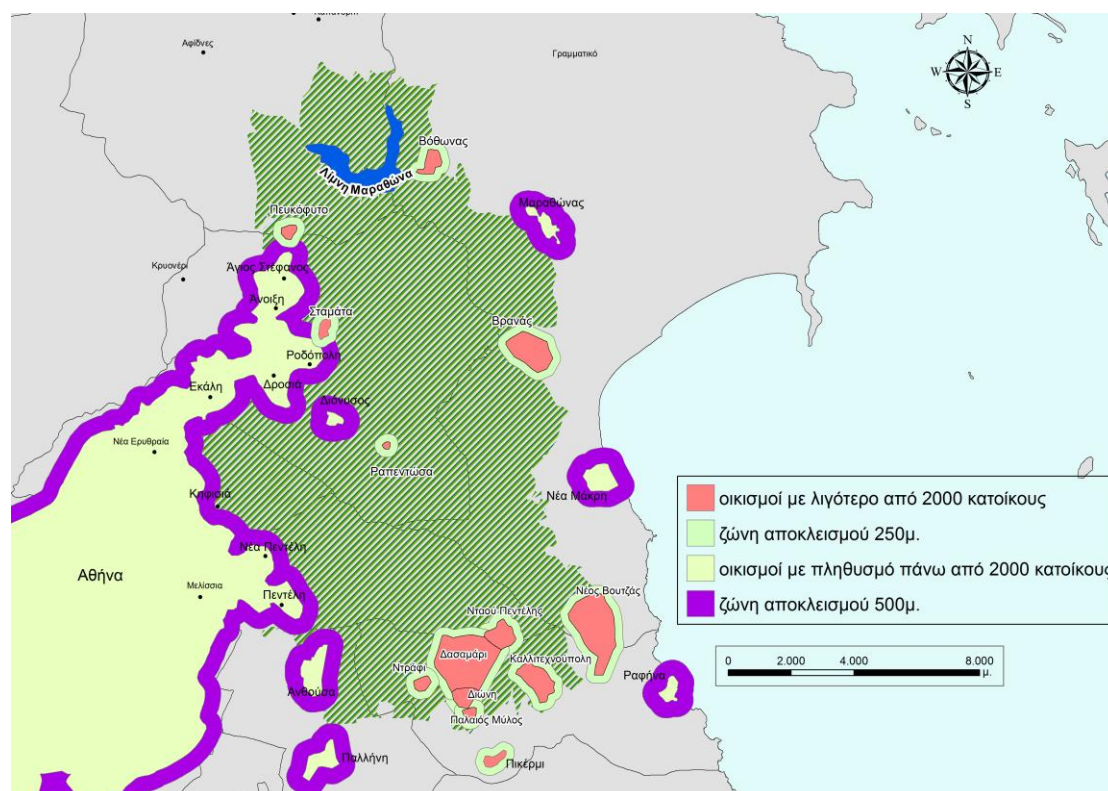 Αφίδνες
Γραμματικό
N
W
E
S
Βόθωνας
Λίμνη Μαραθώνα
Μαραθώνας
Πευκόφυτο
Κρυονέρι
Άγιος Στέφανος
Άνοιξη
Σταμάτα
Βρανάς
Ροδόπολη
Εκάλη
Δροσιά
Διόνυσος
Νέα Ερυθραία
Ραπεντώσα
Κηφισιά
Νέα Μάκρη
οικισμοί με λιγότερο από 2000 κατοίκους
ζώνη αποκλεισμού 250μ.
οικισμοί με πληθυσμό πάνω από 2000 κατοίκους
ζώνη αποκλεισμού 500μ.
Νέα Πεντέλη
Αθήνα
Μελίσσια
Πεντέλη
Νέος Βουτζάς
Νταού Πεντέλης
Δασαμάρι
Καλλιτεχνούπολη
Ντράφι
Ανθούσα
Διώνη
Ραφήνα
Παλαιός Μύλος
Παλλήνη
Πικέρμι
0 2.000 4.000 8.000
μ.